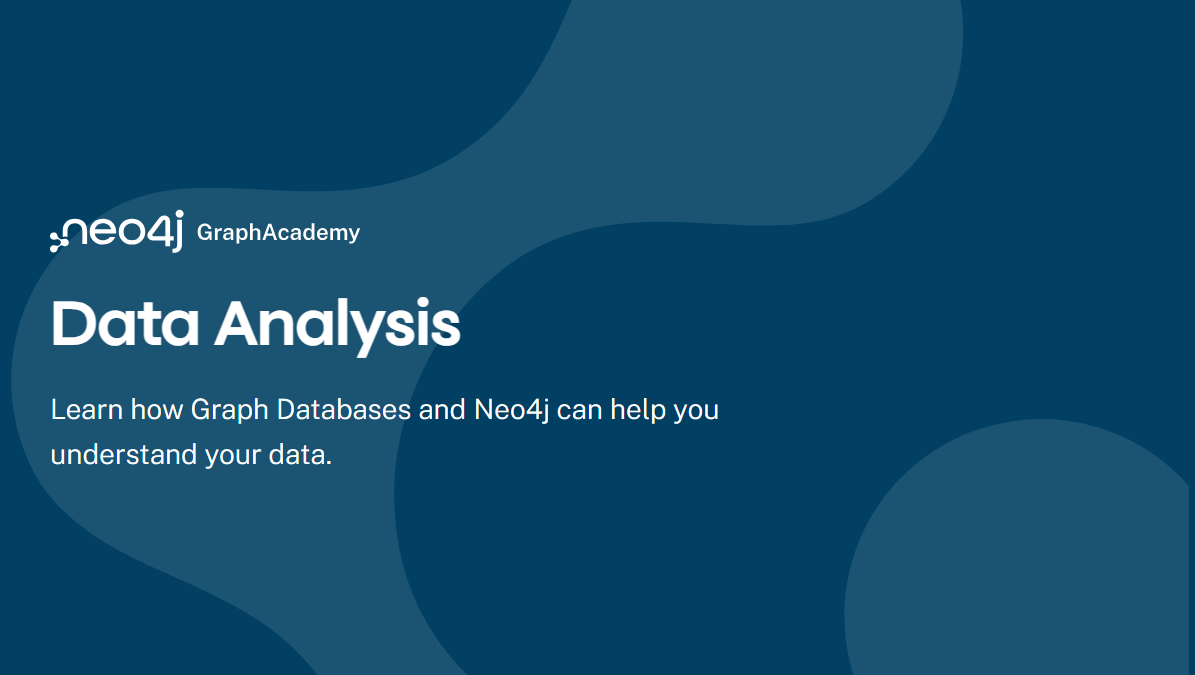 neo4j GraphAcademy
Data Analysis
Learn how Graph Databases and Neo4j can help you
understand your data.